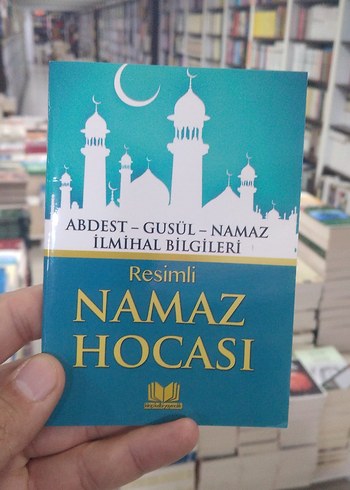 ABDEST – GUSÜL – NAMAZ
İLMİHAL BİLGİLERİ
Resimli
NAMAZ
HOCASI